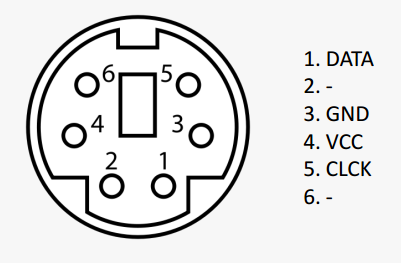 6 5
4 3
2 1
1. DATA
2. -
3. GND
4. VCC
5. CLCK
6. -